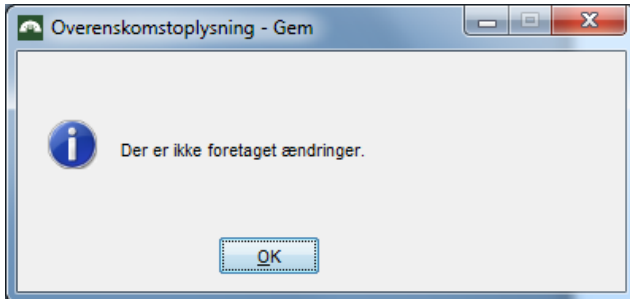 Overenskomstoplysning - Gem
Der er ikke foretaget ændringer.
OK